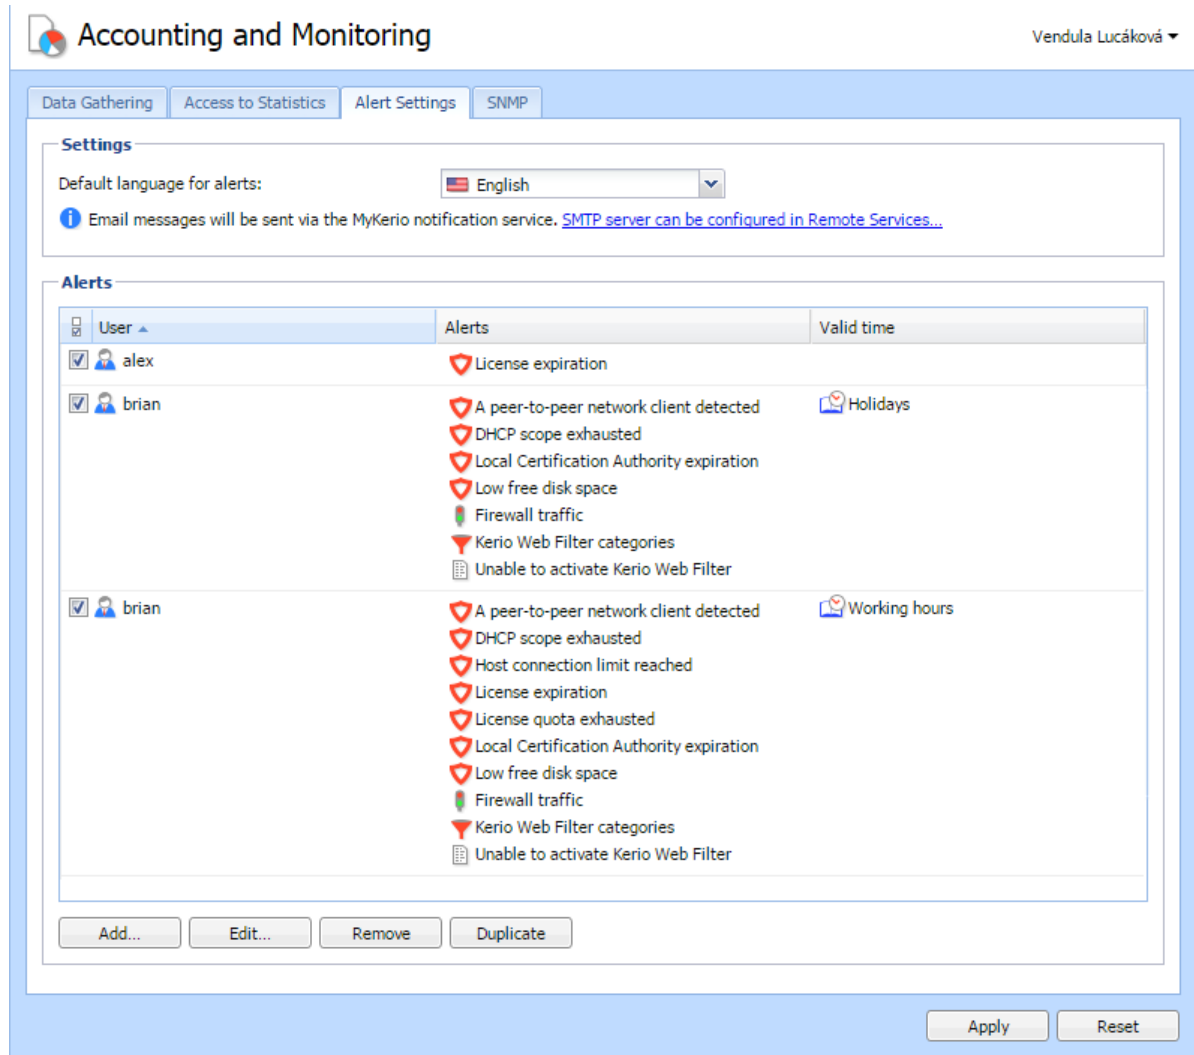 Accounting and Monitoring
Vendula Lucáková
Data Gathering Access to Statistics Alert Settings SNMP
Settings
Default language for alerts: English
Email messages will be sent via the MyKerio notification service. SMTP server can be configured in Remote Services...
Alerts
User Alerts Valid time
alex License expiration
brian A peer-to-peer network client detected Holidays
DHCP scope exhausted
Local Certification Authority expiration
Low free disk space
Firewall traffic
Kerio Web Filter categories
Unable to activate Kerio Web Filter
brian A peer-to-peer network client detected Working hours
DHCP scope exhausted
Host connection limit reached
License expiration
License quota exhausted
Local Certification Authority expiration
Low free disk space
Firewall traffic
Kerio Web Filter categories
Unable to activate Kerio Web Filter
Add... Edit... Remove Duplicate
Apply Reset